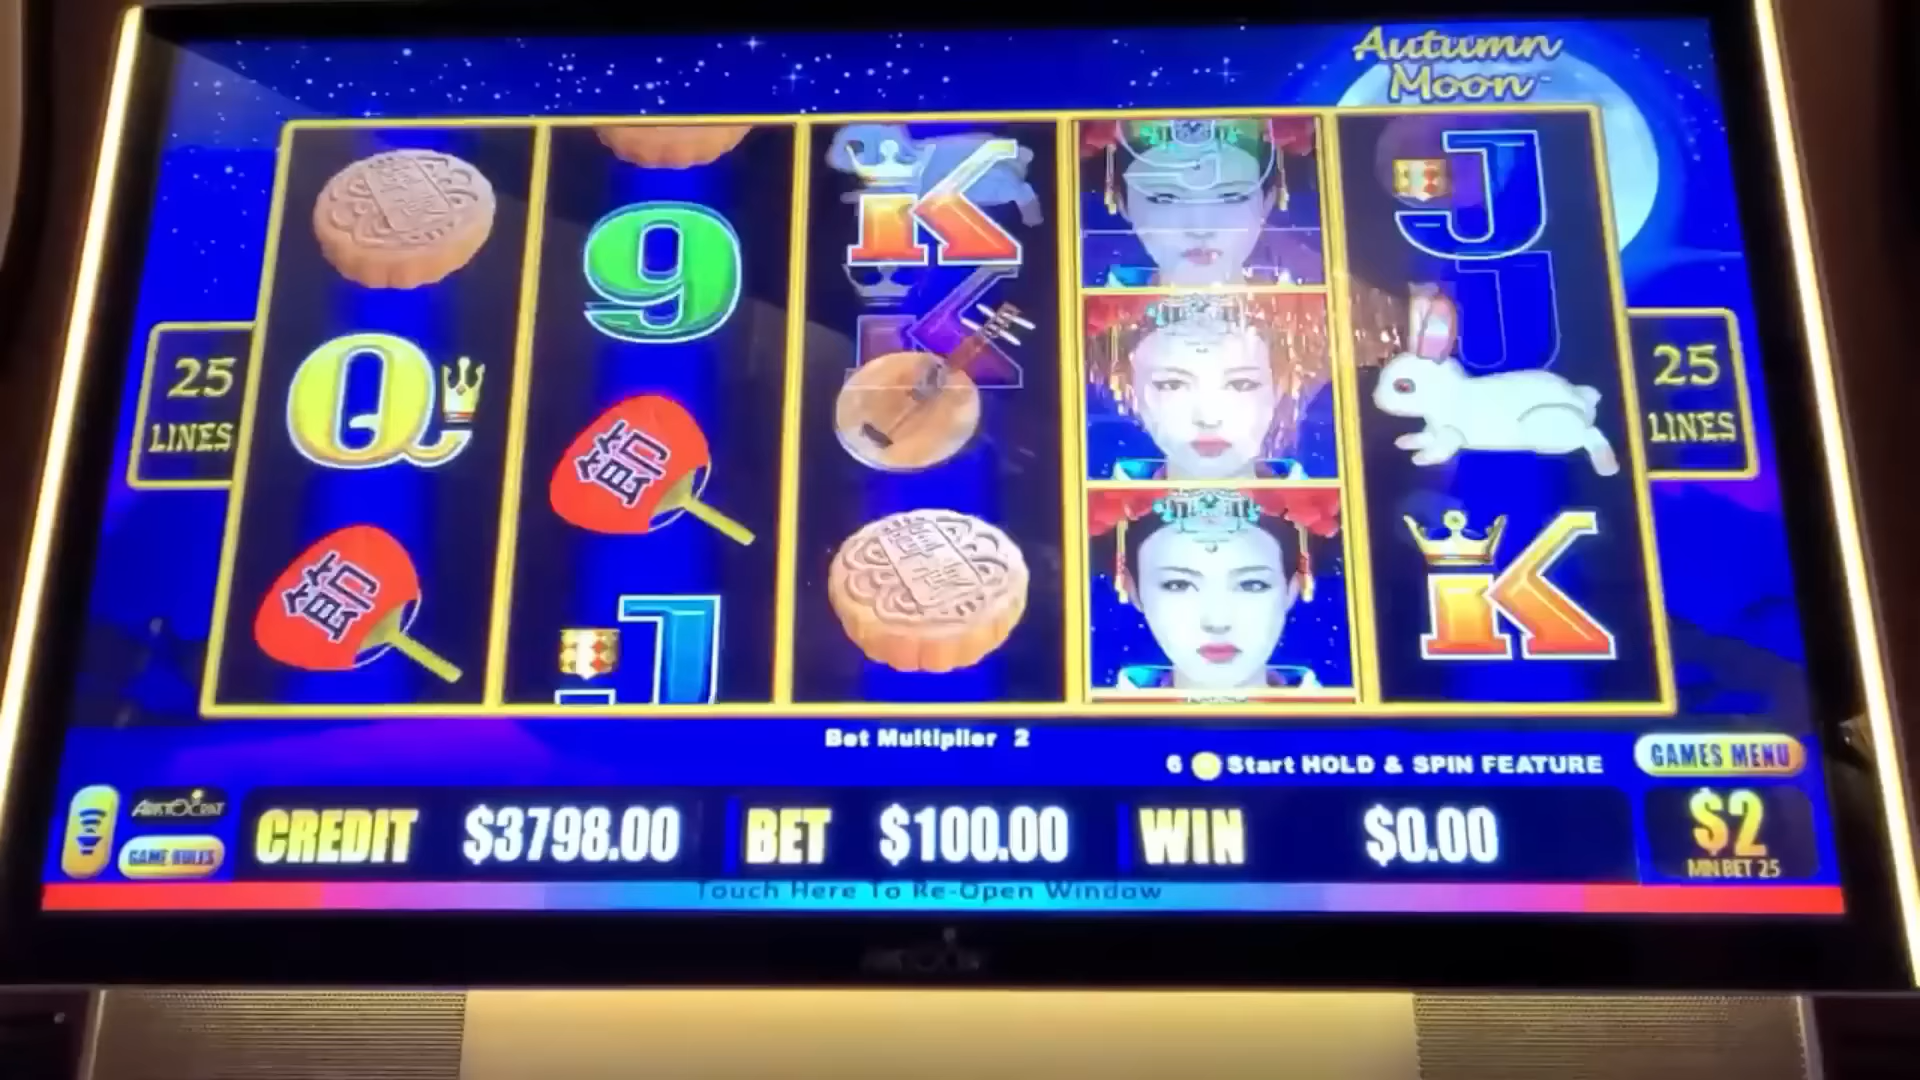 Autumn
Moon
K
J
9
25
LINES
Q
25
LINES
J
K
Bet Multiplier 2
6 Start HOLD & SPIN FEATURE
GAMES MENU
ARISTOCRAT
GAME RULES
CREDIT $3798.00 BET $100.00 WIN $0.00
$2
MIN BET 25
Touch Here To Re-Open Window